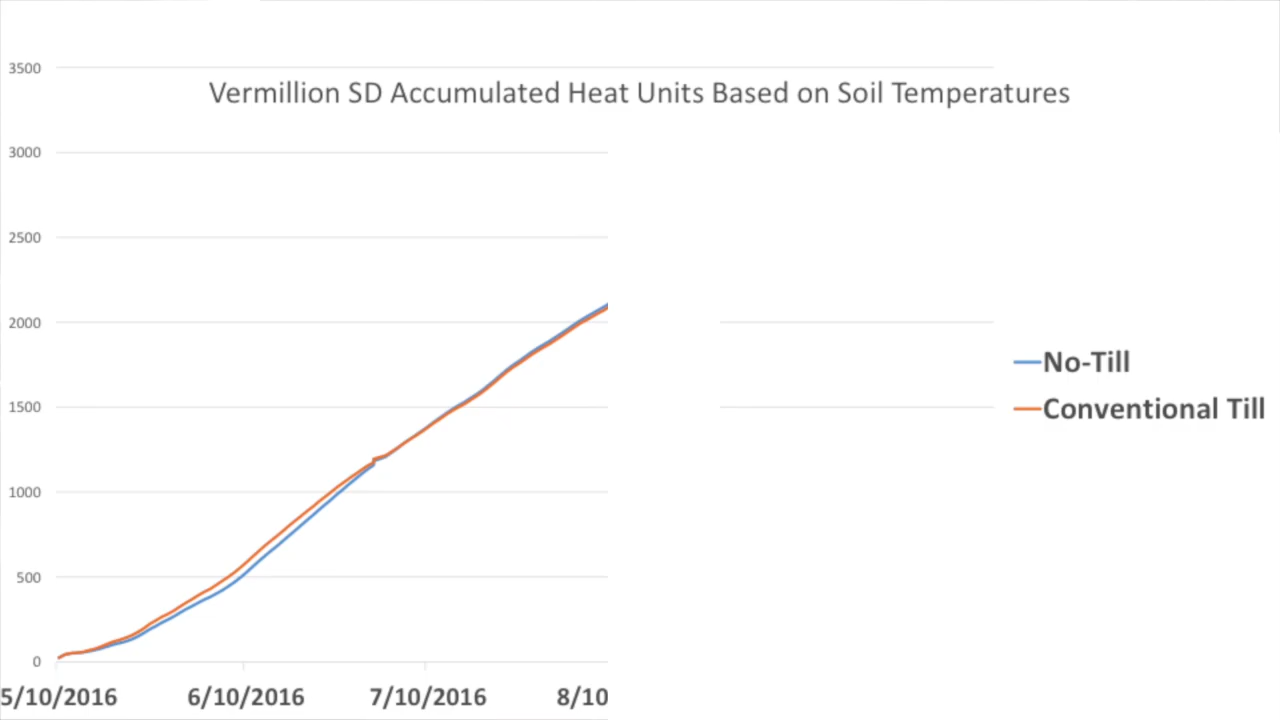 Vermillion SD Accumulated Heat Units Based on Soil Temperatures
3500
3000
2500
2000
1500
1000
500
0
5/10/2016 6/10/2016 7/10/2016 8/10
No-Till
Conventional Till